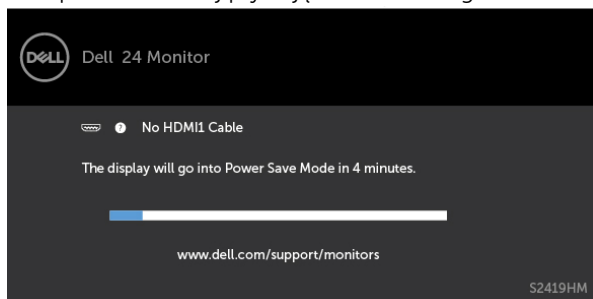 DELL
Dell 24 Monitor
No HDMI1 Cable
The display will go into Power Save Mode in 4 minutes.
www.dell.com/support/monitors
S2419HM